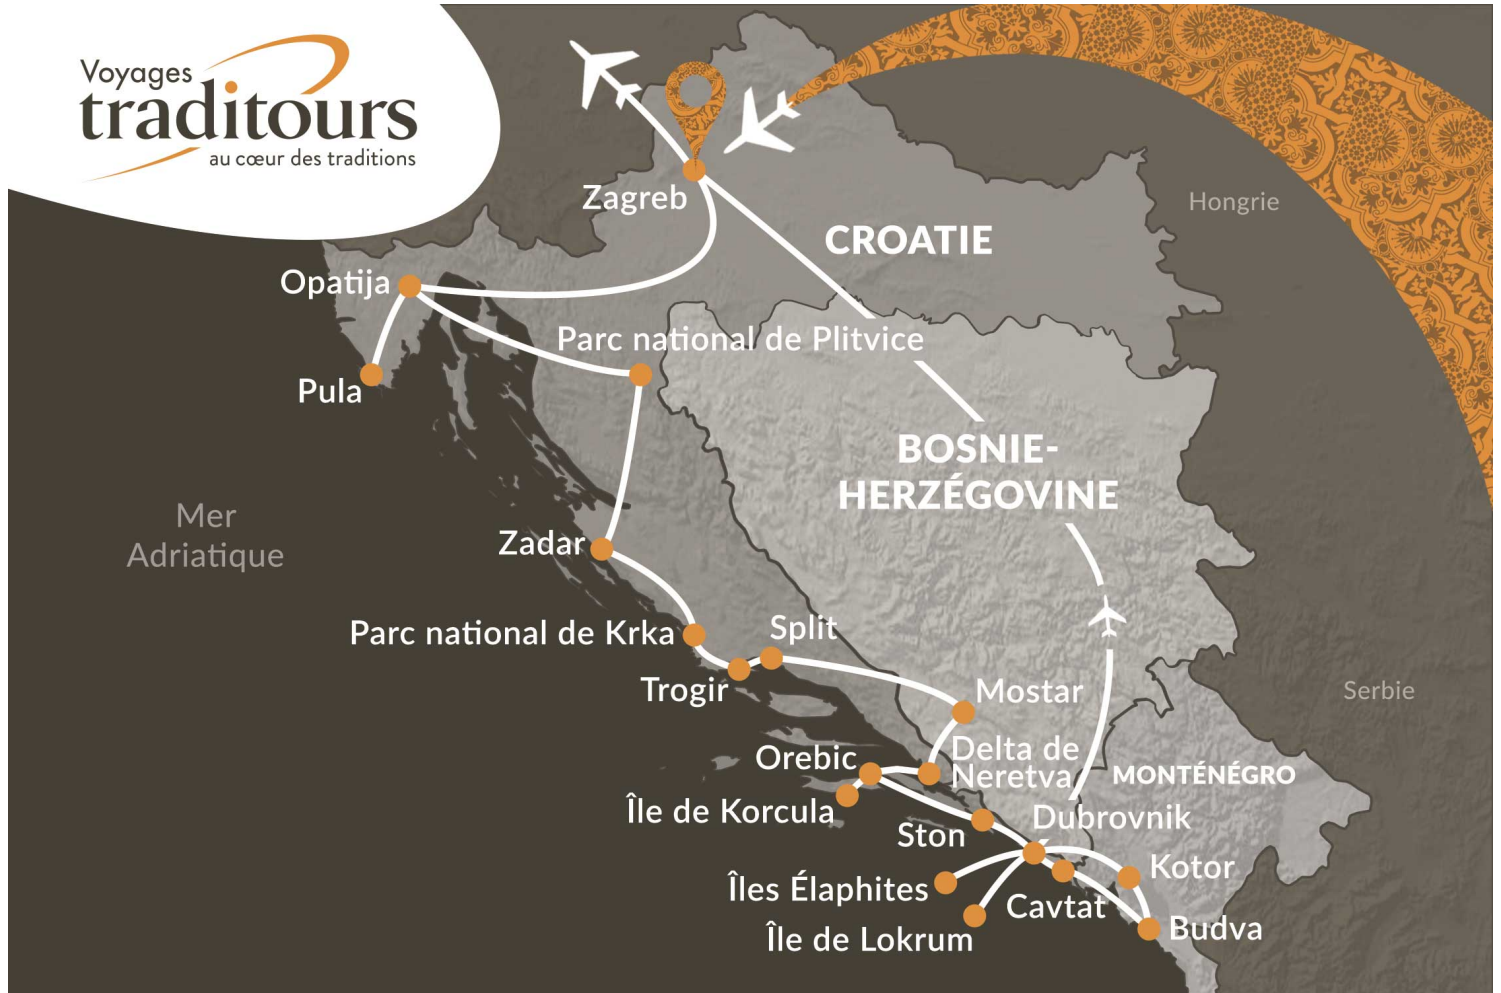 Voyages
traditours
au cœur des traditions
Zagreb
Hongrie
CROATIE
Opatija
Parc national de Plitvice
Pula
BOSNIE-
HERZÉGOVINE
Mer
Adriatique
Zadar
Parc national de Krka
Split
Trogir
Mostar
Serbie
Orebic
Delta de
Neretva
MONTÉNÉGRO
Île de Korcula
Ston
Dubrovnik
Kotor
Îles Élaphites
Cavtat
Budva
Île de Lokrum